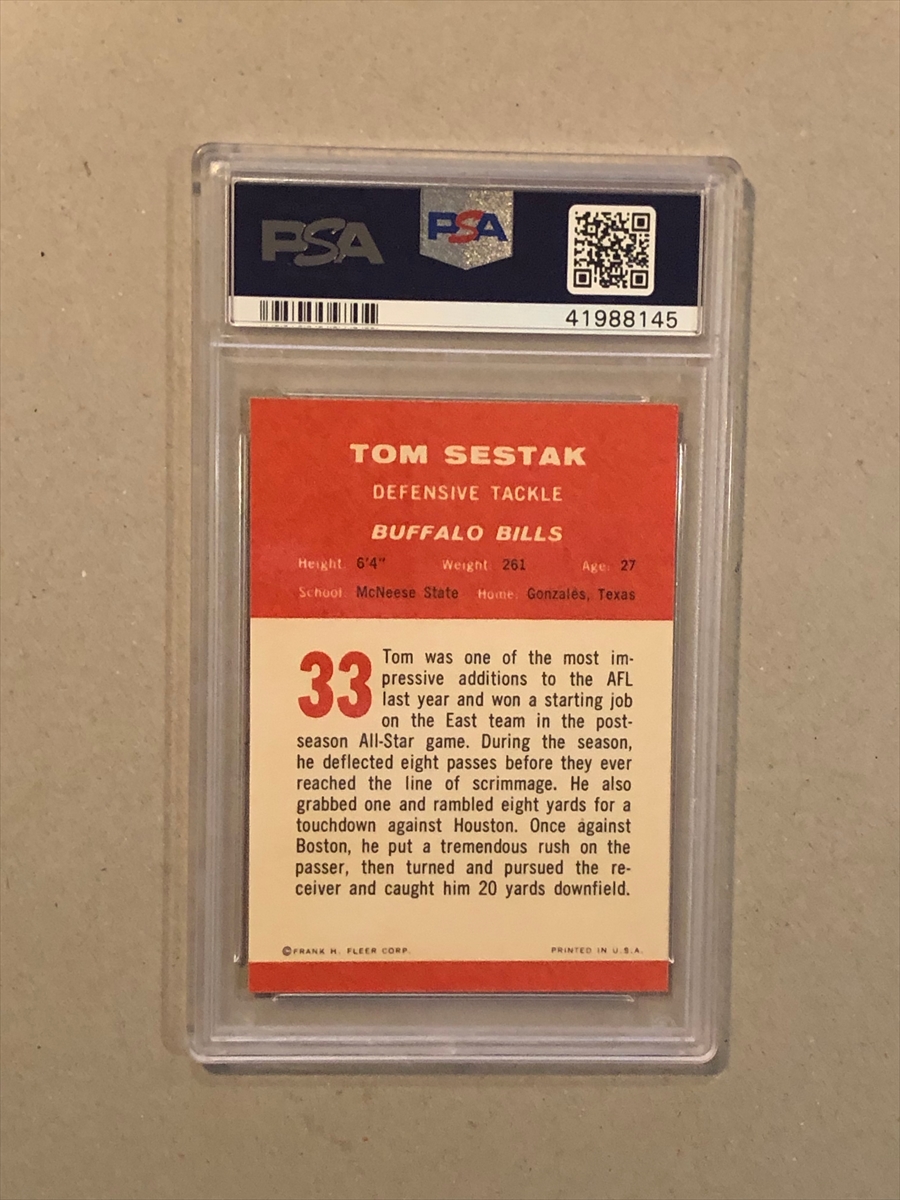 PSA
PSA
41988145
TOM SESTAK
DEFENSIVE TACKLE
BUFFALO BILLS
Height: 6'4" Weight: 261 Age: 27
School: McNeese State Home: Gonzales, Texas
33
Tom was one of the most im-
pressive additions to the AFL
last year and won a starting job
on the East team in the post-
season All-Star game. During the season,
he deflected eight passes before they ever
reached the line of scrimmage. He also
grabbed one and rambled eight yards for a
touchdown against Houston. Once against
Boston, he put a tremendous rush on the
passer, then turned and pursued the re-
ceiver and caught him 20 yards downfield.
©FRANK H. FLEER CORP. PRINTED IN U.S.A.